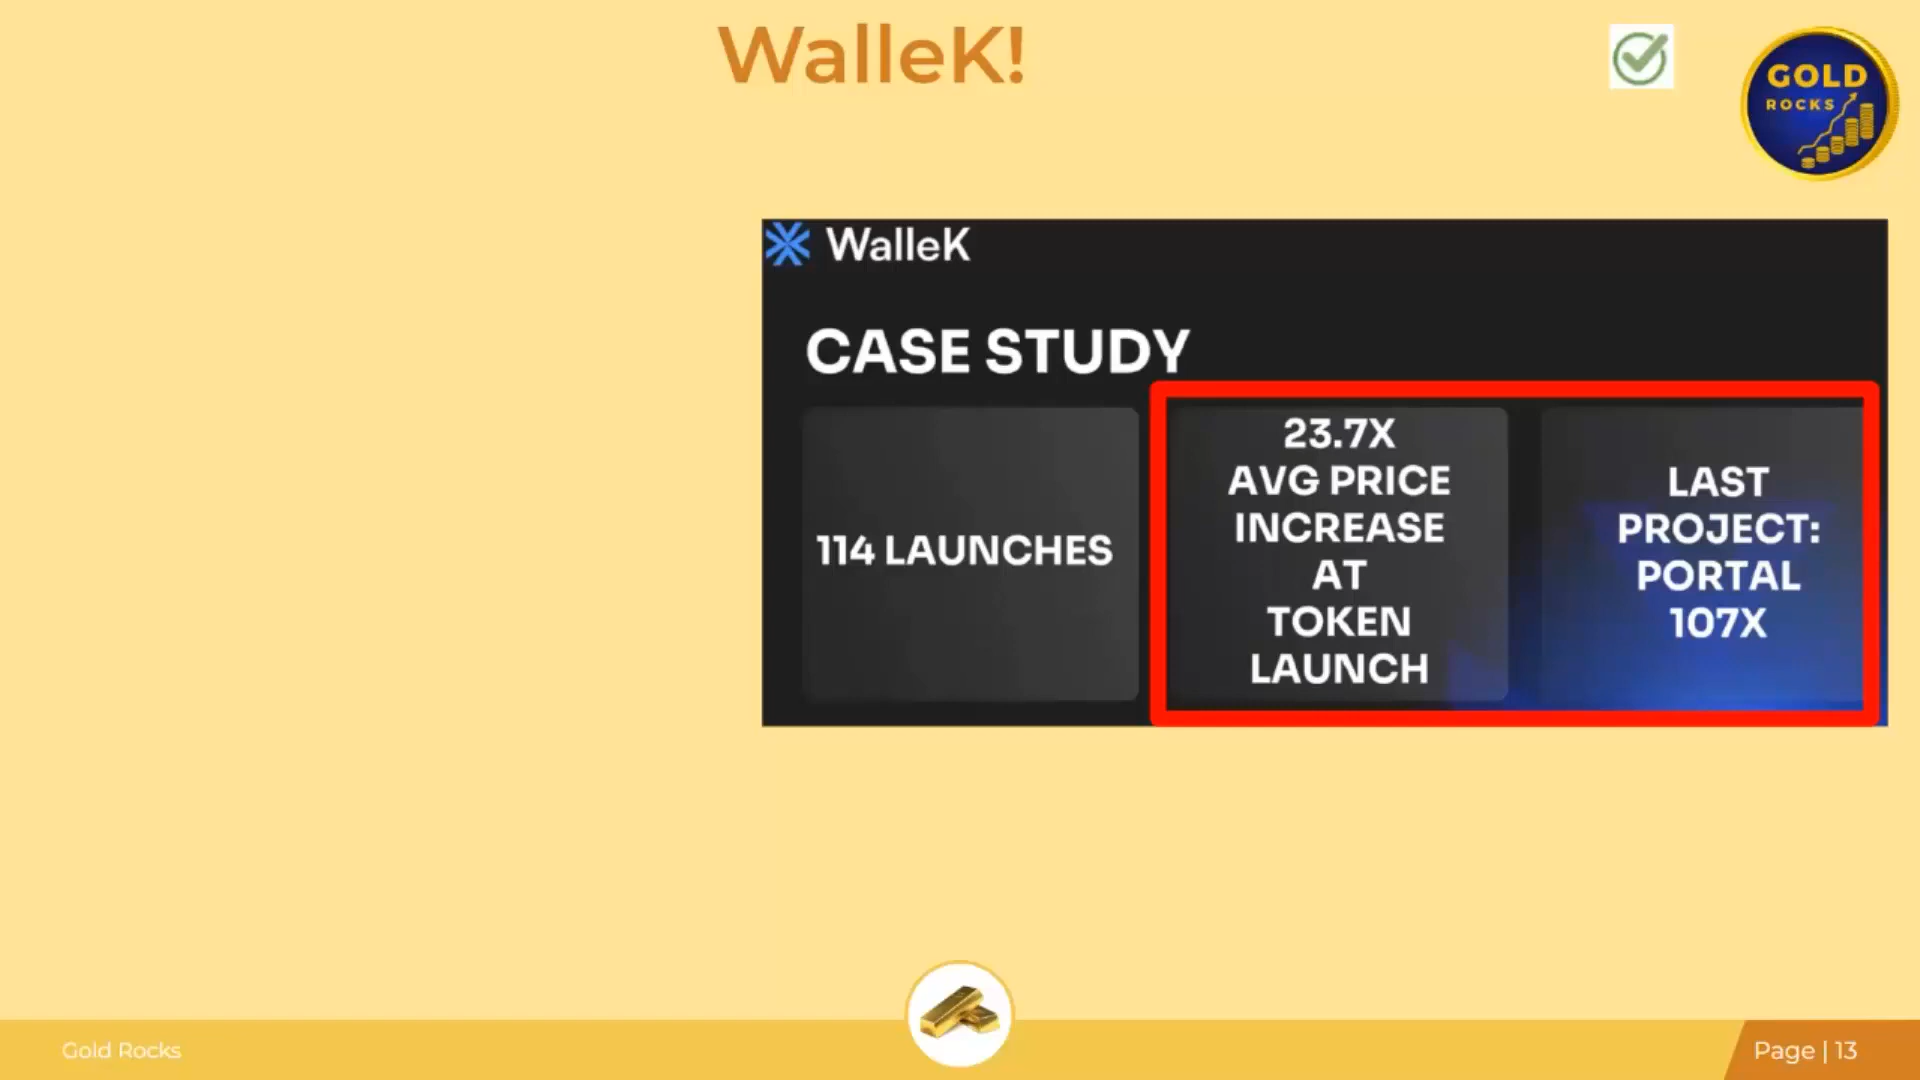 WalleK!
GOLD
ROCKS
WalleK
CASE STUDY
114 LAUNCHES
23.7X
AVG PRICE
INCREASE
AT
TOKEN
LAUNCH
LAST
PROJECT:
PORTAL
107X
Gold Rocks
Page | 13